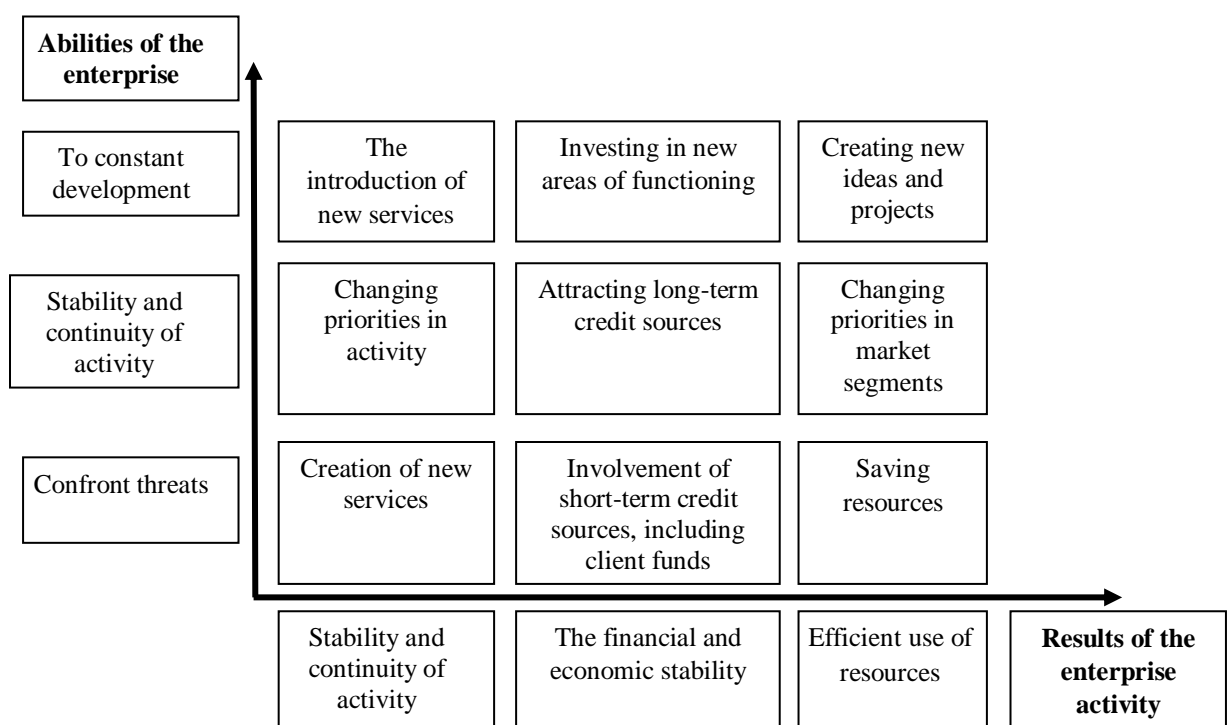 Abilities of the
enterprise
To constant
development
The
introduction of
new services
Investing in new
areas of functioning
Creating new
ideas and
projects
Stability and
continuity of
activity
Changing
priorities in
activity
Attracting long-term
credit sources
Changing
priorities in
market
segments
Confront threats
Creation of new
services
Involvement of
short-term credit
sources, including
client funds
Saving
resources
Stability and
continuity of
activity
The financial and
economic stability
Efficient use of
resources
Results of the
enterprise
activity